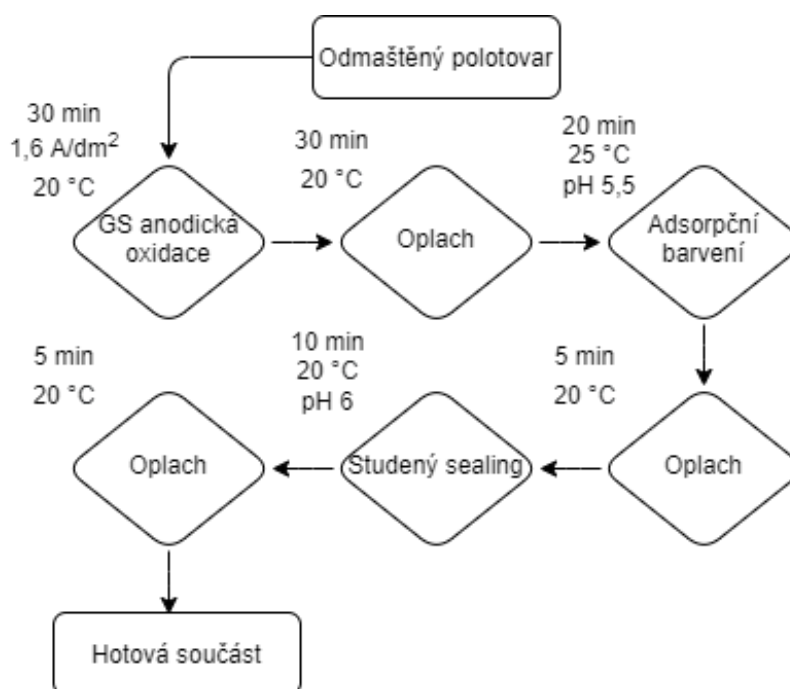 Odmaštěný polotovar
30 min
1,6 A/dm²
20 °C
GS anodická
oxidace
30 min
20 °C
Oplach
20 min
25 °C
pH 5,5
Adsorpční
barvení
5 min
20 °C
Oplach
10 min
20 °C
pH 6
Studený sealing
5 min
20 °C
Oplach
Hotová součást